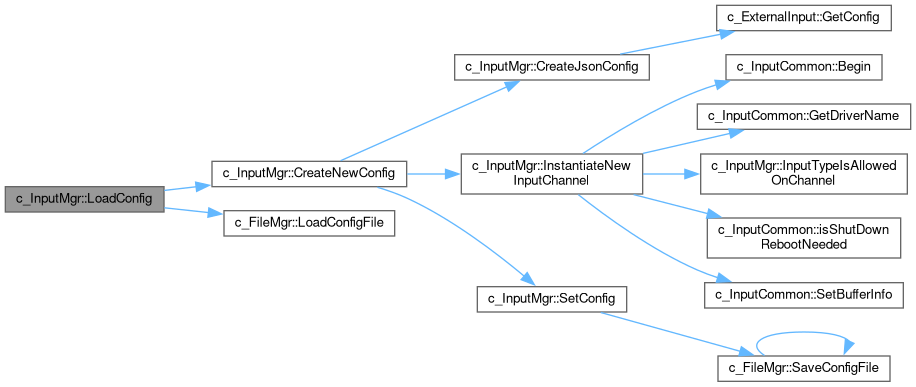 c_InputMgr::LoadConfig
c_InputMgr::CreateNewConfig
c_FileMgr::LoadConfigFile
c_InputMgr::CreateJsonConfig
c_InputMgr::InstantiateNew
InputChannel
c_InputMgr::SetConfig
c_ExternalInput::GetConfig
c_InputCommon::Begin
c_InputCommon::GetDriverName
c_InputMgr::InputTypeIsAllowed
OnChannel
c_InputCommon::isShutDown
RebootNeeded
c_InputCommon::SetBufferInfo
c_FileMgr::SaveConfigFile